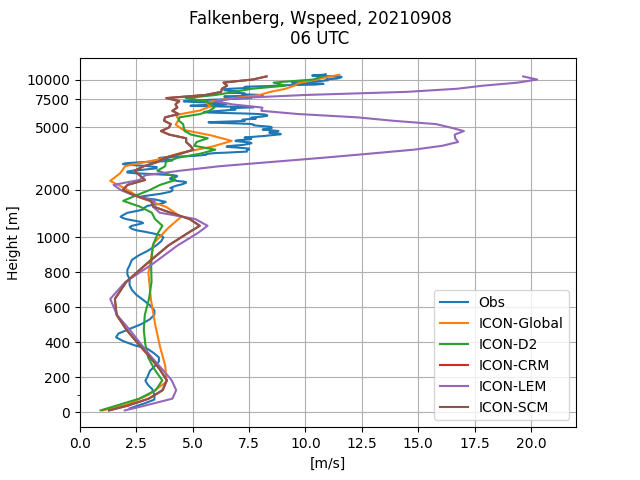 Falkenberg, Wspeed, 20210908
06 UTC
10000
7500
5000
2000
1000
800
600
400
200
0
Height [m]
0.0
2.5
5.0
7.5
10.0
12.5
15.0
17.5
20.0
[m/s]
Obs
ICON-Global
ICON-D2
ICON-CRM
ICON-LEM
ICON-SCM